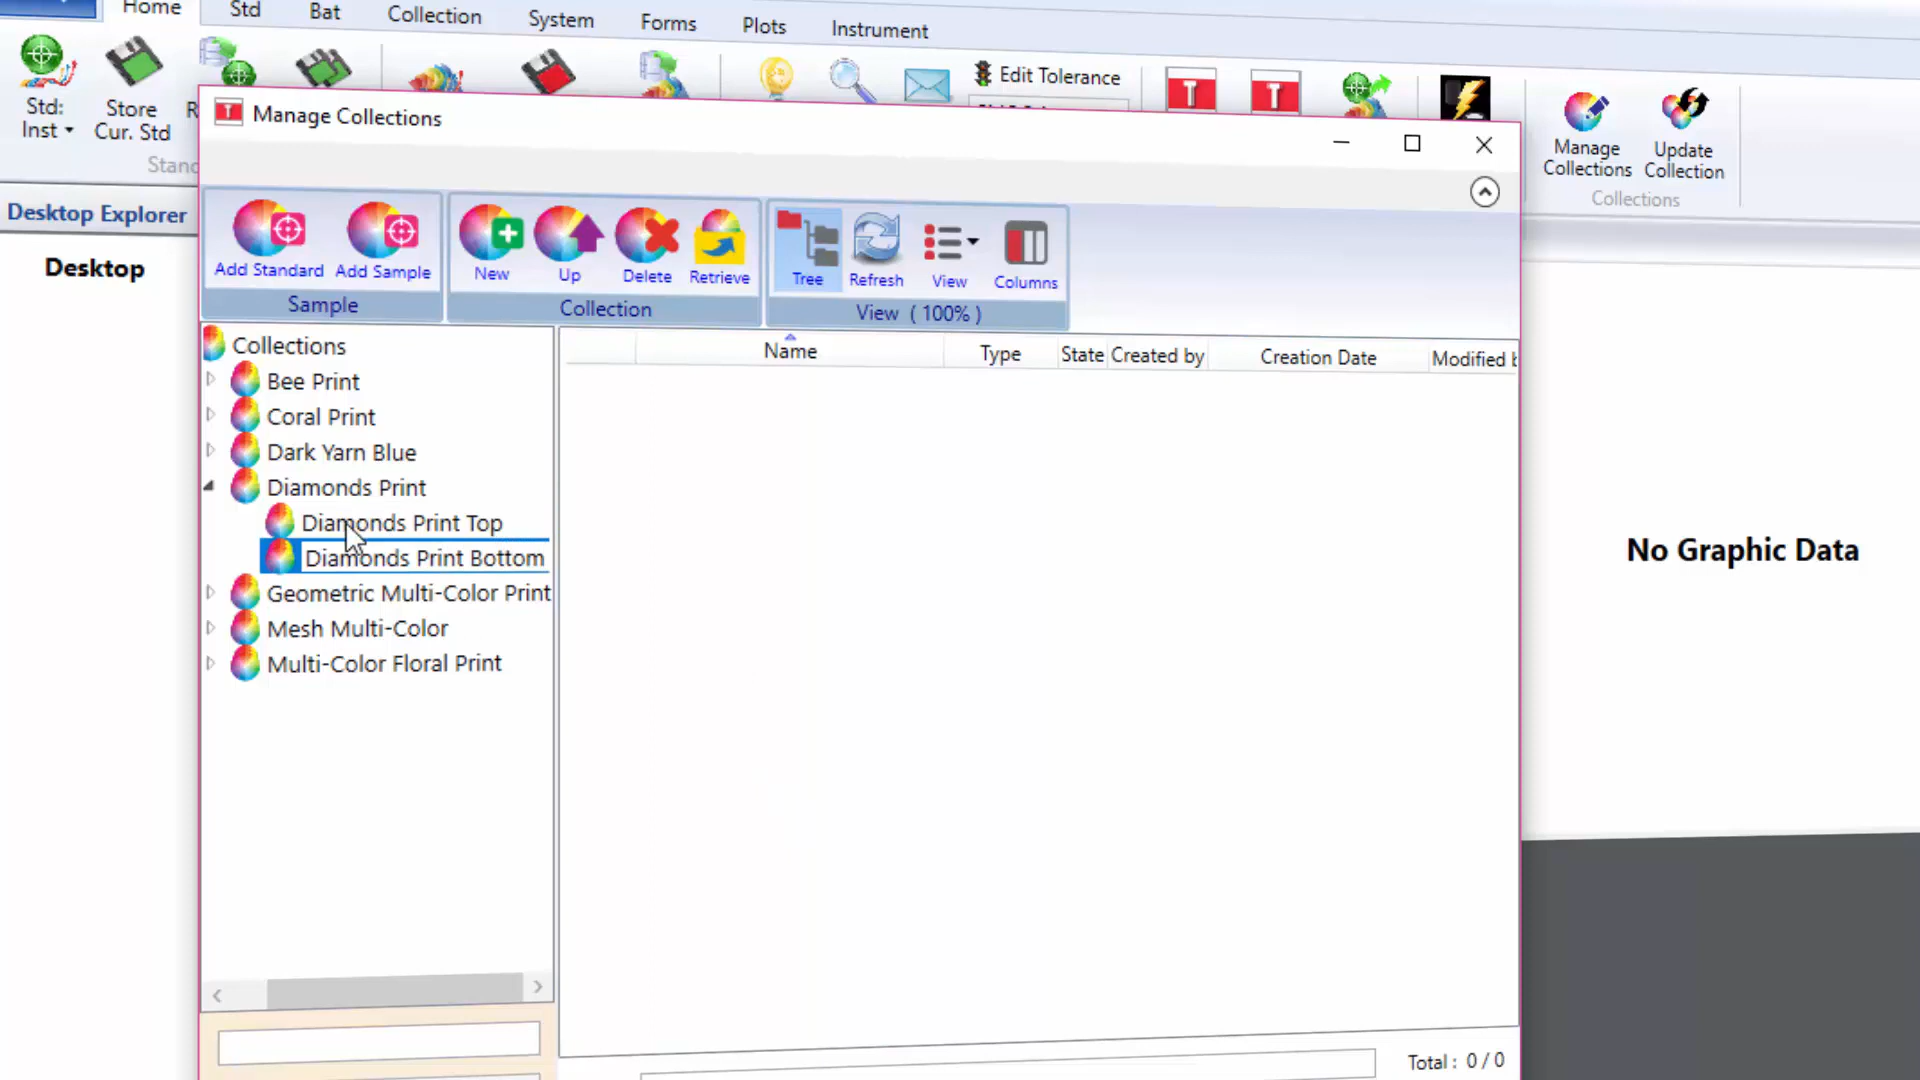 Home
Std
Bat
Collection
System
Forms
Plots
Instrument
Std:
Inst
Store
Cur. Std
Edit Tolerance
Manage
Collections
Update
Collection
Collections
Manage Collections
Desktop Explorer
Desktop
Add Standard
Add Sample
Sample
New
Up
Delete
Retrieve
Collection
Tree
Refresh
View
Columns
View ( 100% )
Collections
Bee Print
Coral Print
Dark Yarn Blue
Diamonds Print
Diamonds Print Top
Diamonds Print Bottom
Geometric Multi-Color Print
Mesh Multi-Color
Multi-Color Floral Print
Name
Type
State
Created by
Creation Date
Modified
No Graphic Data
Total : 0 / 0